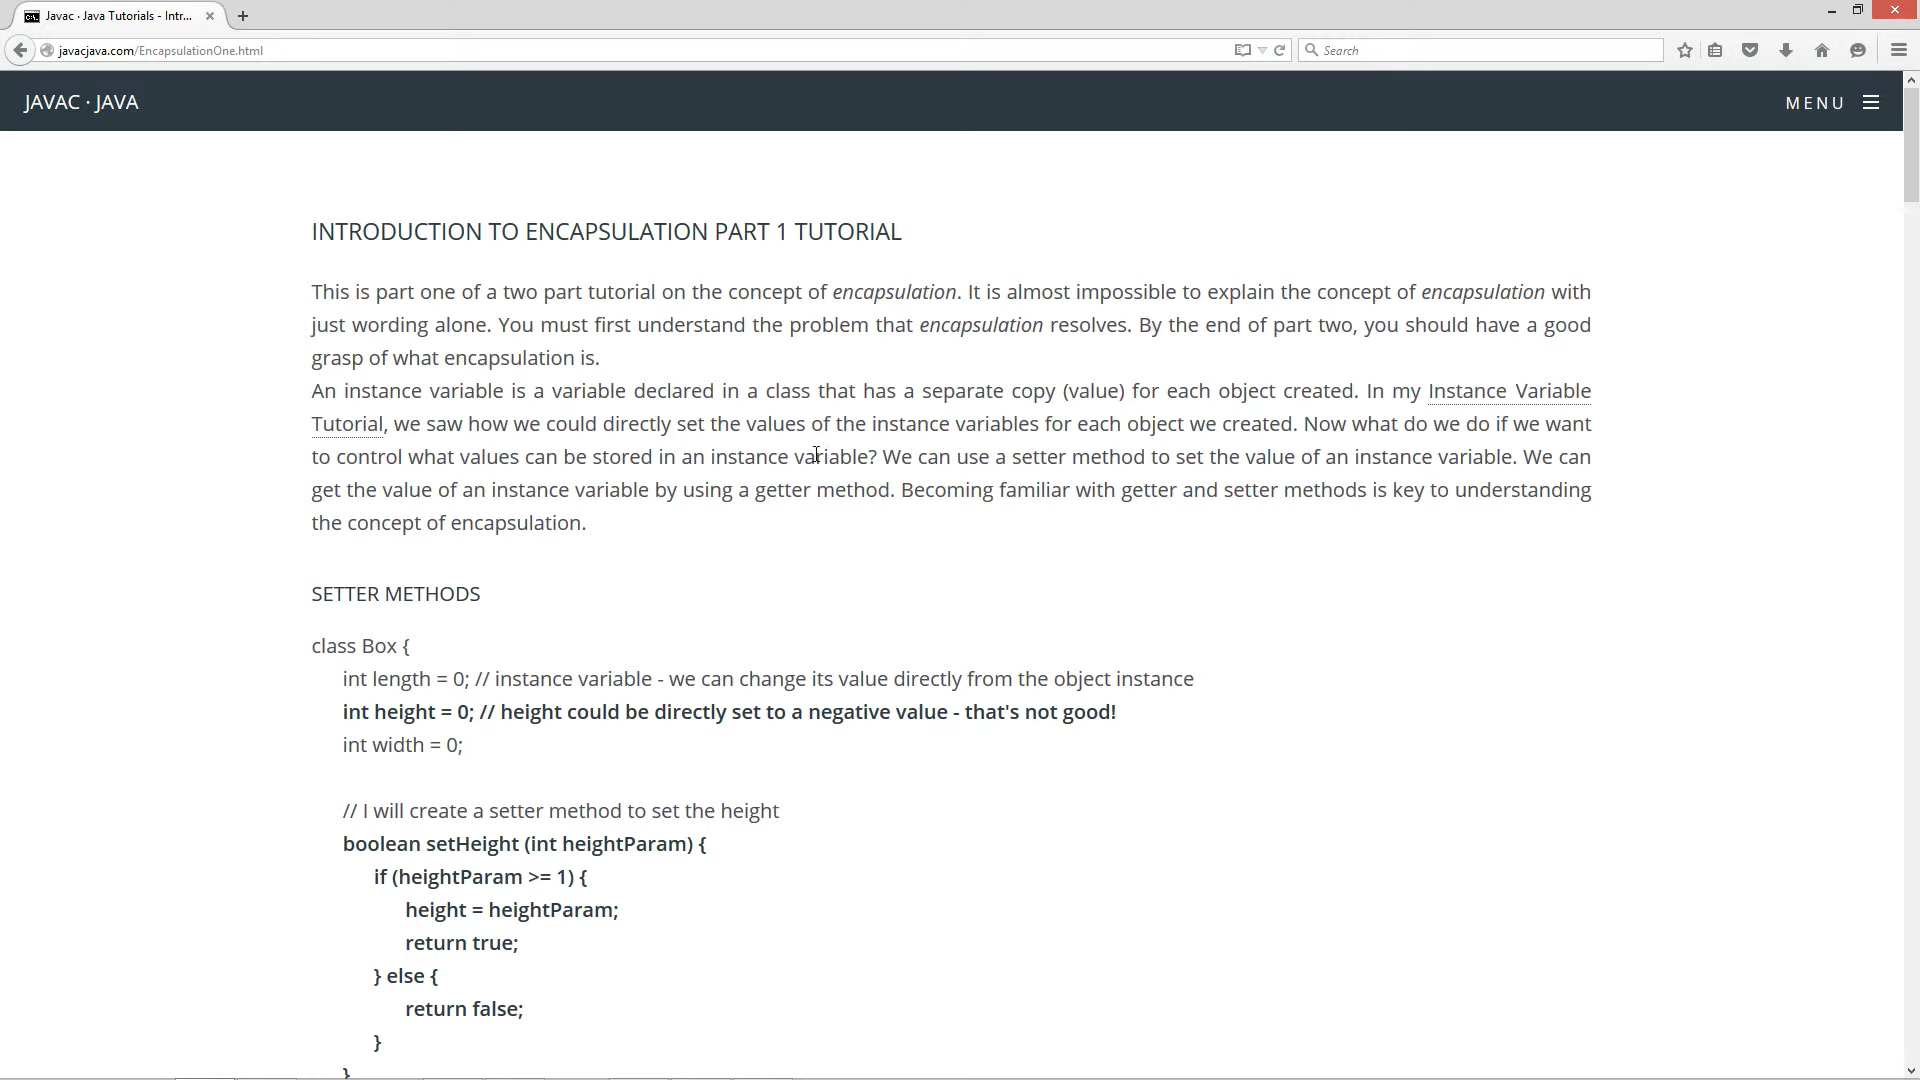 Javac · Java Tutorials - Intr...
javacjava.com/EncapsulationOne.html
Search
JAVAC · JAVA
MENU
INTRODUCTION TO ENCAPSULATION PART 1 TUTORIAL
This is part one of a two part tutorial on the concept of encapsulation. It is almost impossible to explain the concept of encapsulation with
just wording alone. You must first understand the problem that encapsulation resolves. By the end of part two, you should have a good
grasp of what encapsulation is.
An instance variable is a variable declared in a class that has a separate copy (value) for each object created. In my Instance Variable
Tutorial, we saw how we could directly set the values of the instance variables for each object we created. Now what do we do if we want
to control what values can be stored in an instance variable? We can use a setter method to set the value of an instance variable. We can
get the value of an instance variable by using a getter method. Becoming familiar with getter and setter methods is key to understanding
the concept of encapsulation.
SETTER METHODS
class Box {
int length = 0; // instance variable - we can change its value directly from the object instance
int height = 0; // height could be directly set to a negative value - that's not good!
int width = 0;
// I will create a setter method to set the height
boolean setHeight (int heightParam) {
if (heightParam >= 1) {
height = heightParam;
return true;
} else {
return false;
}
}